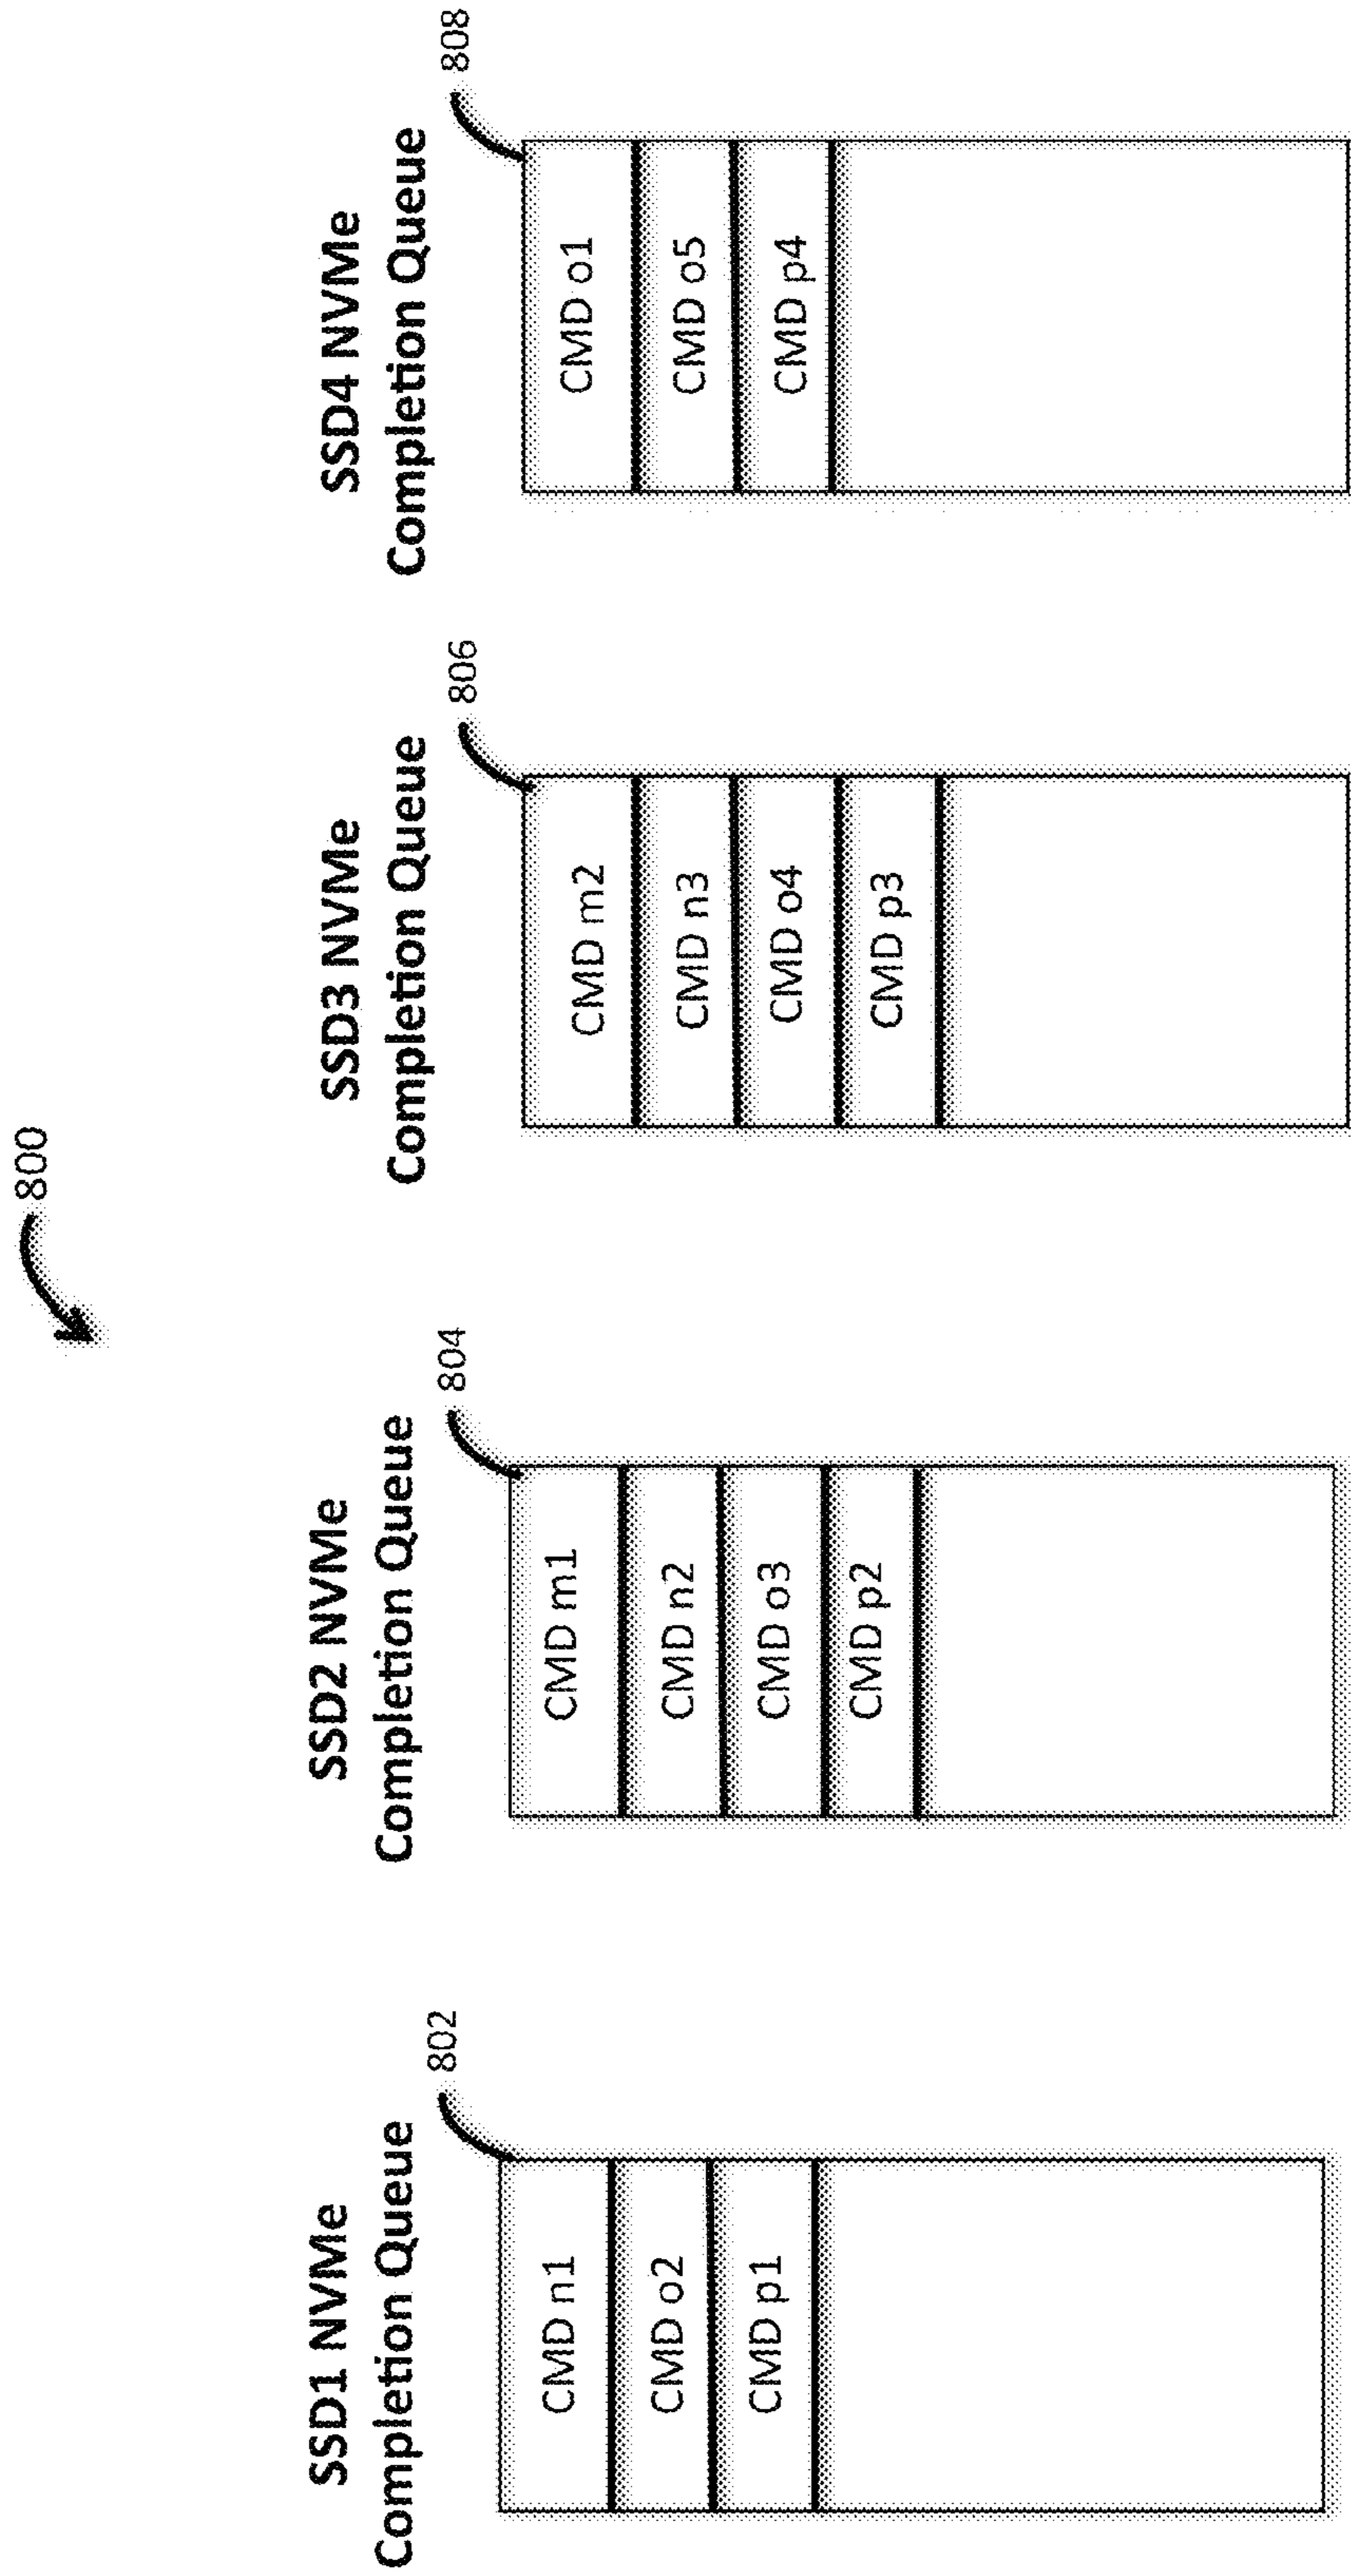 800
SSD1 NVMe
Completion Queue
802
CMD n1
CMD o2
CMD p1
SSD2 NVMe
Completion Queue
804
CMD m1
CMD n2
CMD o3
CMD p2
SSD3 NVMe
Completion Queue
806
CMD m2
CMD n3
CMD o4
CMD p3
SSD4 NVMe
Completion Queue
808
CMD o1
CMD o5
CMD p4